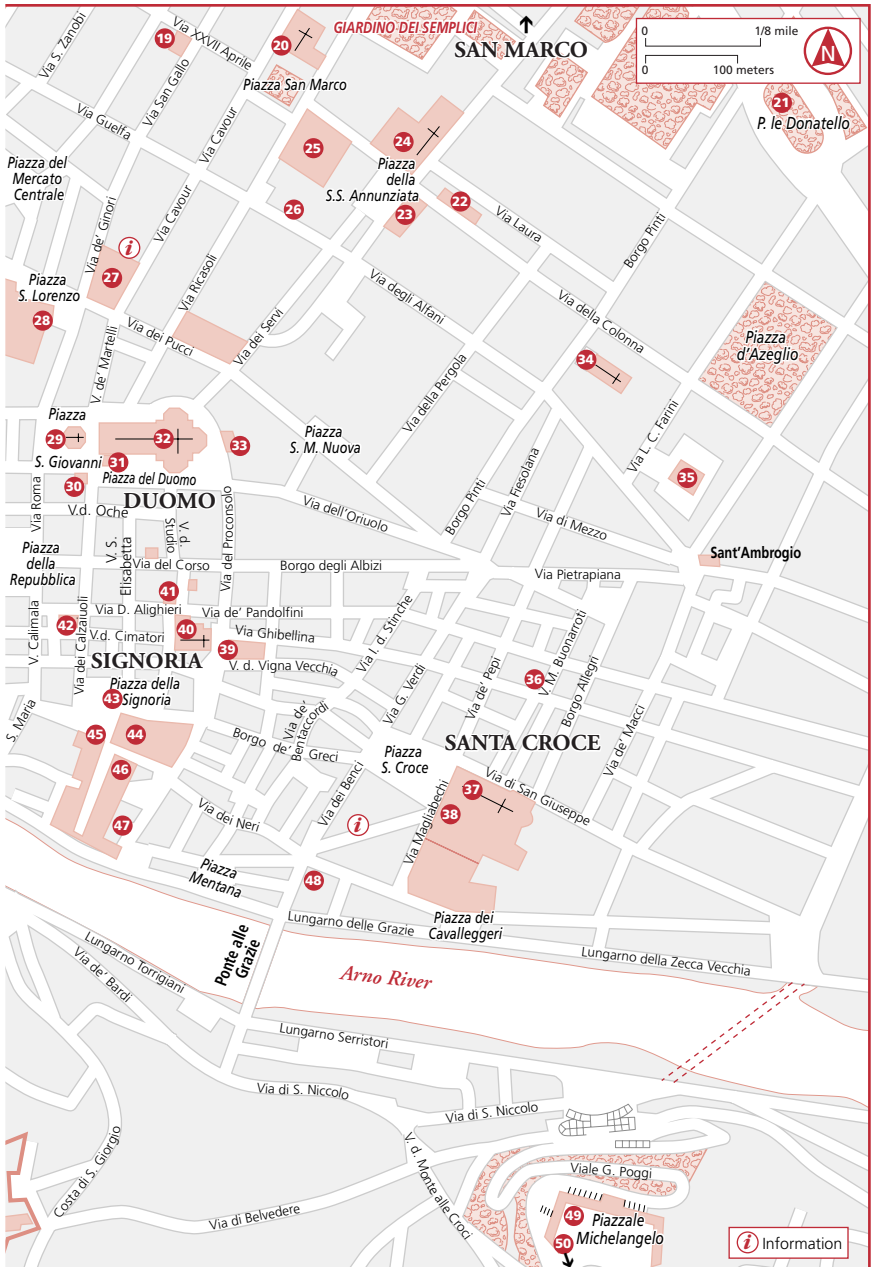 Via S. Zanobi
19
Via XXVII Aprile
20
GIARDINO DEI SEMPLICI
SAN MARCO
0
1/8 mile
0
100 meters
N
21
P. le Donatello
Via San Gallo
Piazza San Marco
Via Guelfa
Via Cavour
25
24
Piazza
della
S.S. Annunziata
Piazza del
Mercato
Centrale
26
23
22
Via Laura
Borgo Pinti
Via de' Ginori
Via Cavour
i
27
Piazza
S. Lorenzo
28
Via Ricasoli
Via dei Servi
Via degli Alfani
Via della Colonna
Via dei Pucci
V. de' Martelli
Via della Pergola
34
Piazza
d'Azeglio
Via L. C. Farini
35
Piazza
29
S. Giovanni
32
31
33
Piazza
S. M. Nuova
Piazza del Duomo
30
DUOMO
Via Roma
V.d. Oche
Via dell'Oriuolo
Borgo Pinti
Via Fiesolana
Via di Mezzo
Sant'Ambrogio
Piazza
della
Repubblica
V. S.
Elisabetta
V. d.
Studio
Via del Proconsolo
Via del Corso
Borgo degli Albizi
Via Pietrapiana
41
Via D. Alighieri
Via de' Pandolfini
V. Calimala
42
Via dei Calzaiuoli
V.d. Cimatori
40
39
Via Ghibellina
V. d. Vigna Vecchia
Via I. d. Stinche
SIGNORIA
Piazza della
Signoria
43
Via G. Verdi
Via de' Pepi
36
V. M. Buonarroti
Borgo Allegri
Via de' Macci
S. Maria
45
44
46
47
Via de'
Bentaccordi
Borgo de' Greci
Piazza
S. Croce
SANTA CROCE
Via dei Benci
Via di San Giuseppe
37
38
Via Magliabechi
Via dei Neri
i
Piazza
Mentana
48
Lungarno delle Grazie
Piazza dei
Cavalleggeri
Lungarno della Zecca Vecchia
Ponte alle
Grazie
Arno River
Lungarno Torrigiani
Via de' Bardi
Lungarno Serristori
Via di S. Niccolo
Via di S. Niccolo
Costa di S. Giorgio
V. d. Monte alle Croci
Via di Belvedere
Viale G. Poggi
49
Piazzale
Michelangelo
50
i Information